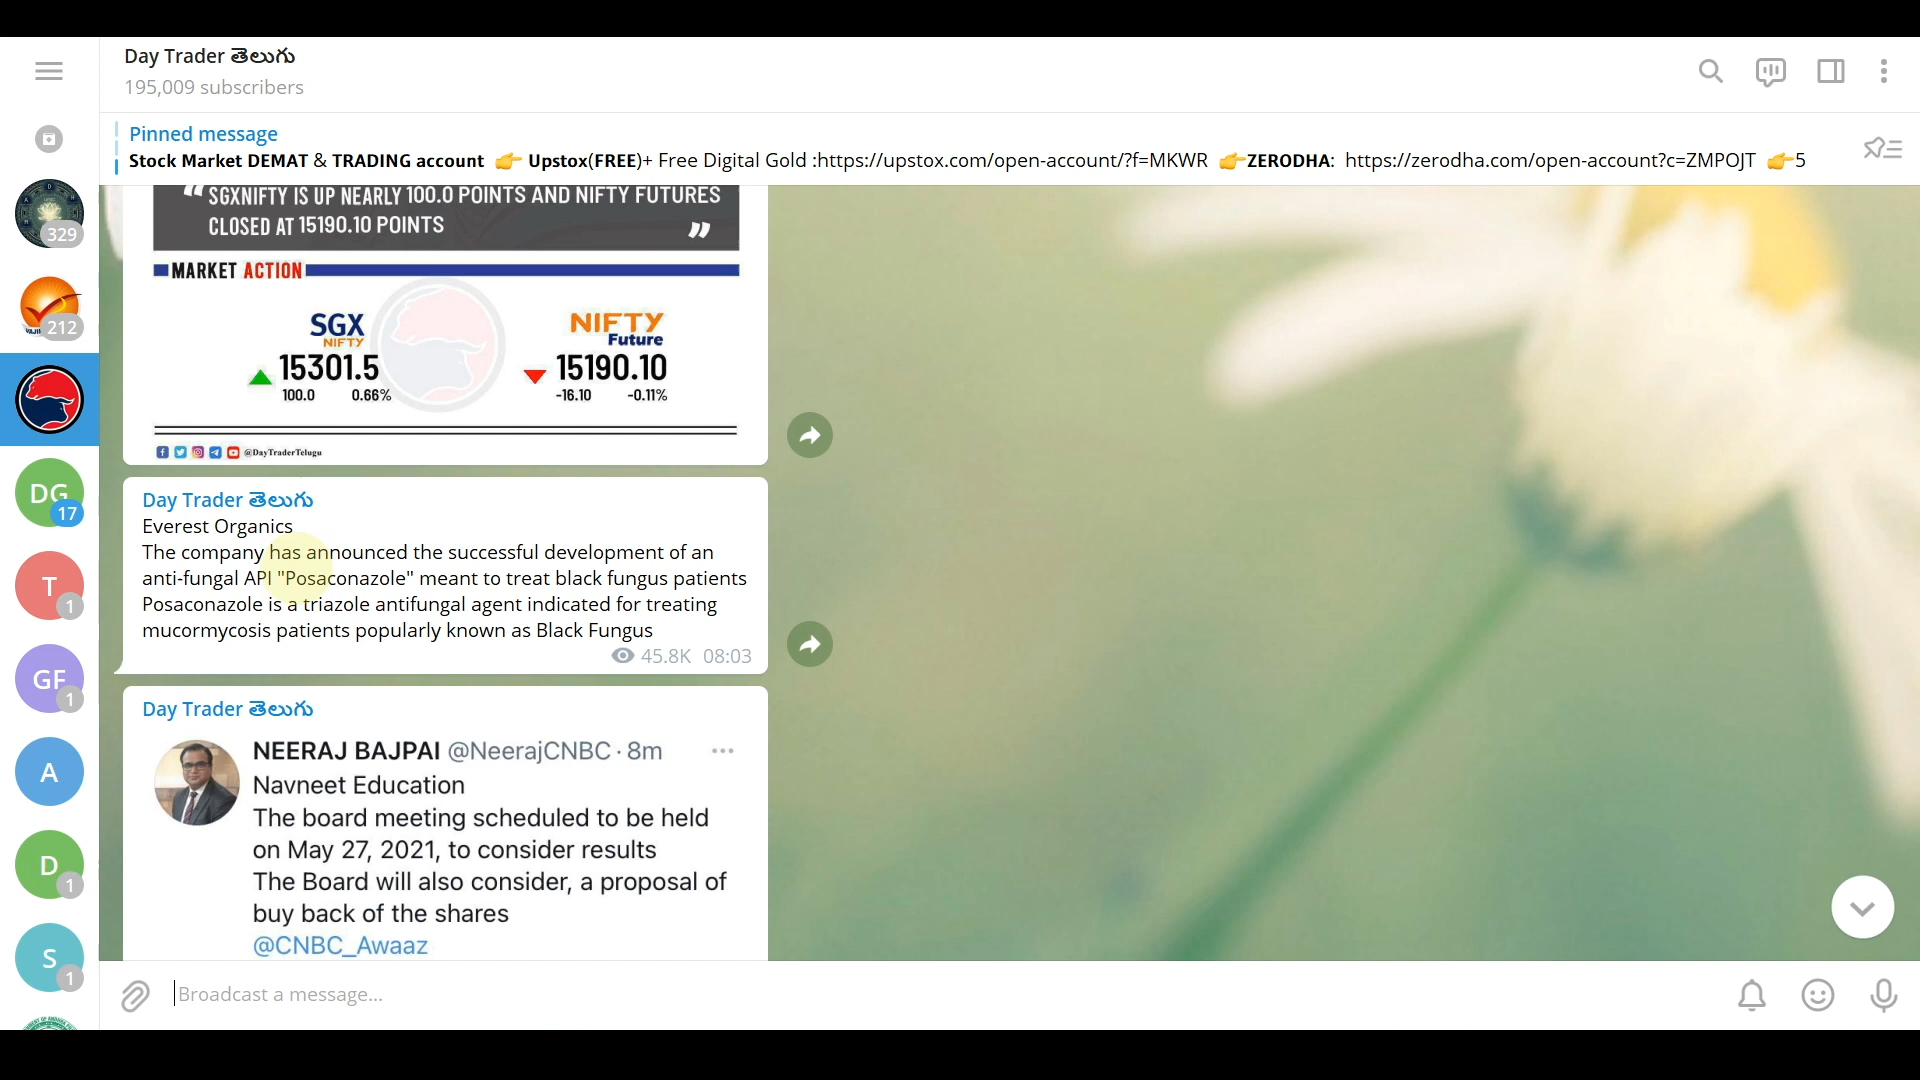 Day Trader తెలుగు
195,009 subscribers
Pinned message
Stock Market DEMAT & TRADING account 👉 Upstox(FREE)+ Free Digital Gold :https://upstox.com/open-account/?f=MKWR 👉ZERODHA: https://zerodha.com/open-account?c=ZMPOJT 👉5
329
212
DG
17
T
1
GF
1
A
D
1
S
1
“ SGXNIFTY IS UP NEARLY 100.0 POINTS AND NIFTY FUTURES
CLOSED AT 15190.10 POINTS ”
MARKET ACTION
SGX
NIFTY
15301.5
100.0 0.66%
NIFTY
Future
15190.10
-16.10 -0.11%
@DayTraderTelugu
Day Trader తెలుగు
Everest Organics
The company has announced the successful development of an
anti-fungal API "Posaconazole" meant to treat black fungus patients
Posaconazole is a triazole antifungal agent indicated for treating
mucormycosis patients popularly known as Black Fungus
45.8K 08:03
Day Trader తెలుగు
NEERAJ BAJPAI @NeerajCNBC · 8m
Navneet Education
The board meeting scheduled to be held
on May 27, 2021, to consider results
The Board will also consider, a proposal of
buy back of the shares
@CNBC_Awaaz
Broadcast a message...